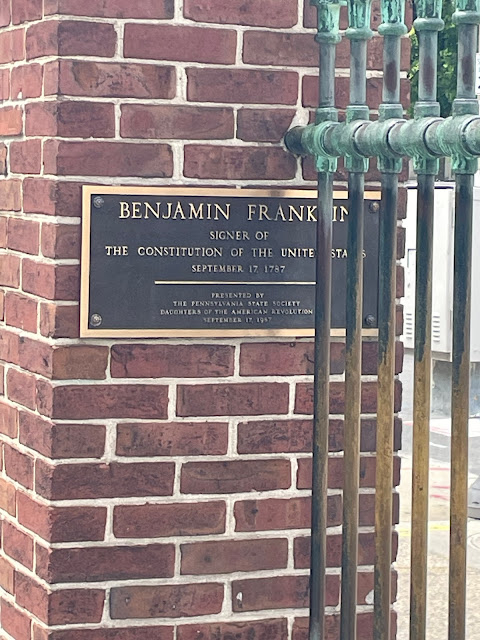 BENJAMIN FRANKLIN
SIGNER OF
THE CONSTITUTION OF THE UNITED STATES
SEPTEMBER 17, 1787
PRESENTED BY
THE PENNSYLVANIA STATE SOCIETY
DAUGHTERS OF THE AMERICAN REVOLUTION
SEPTEMBER 17, 1987